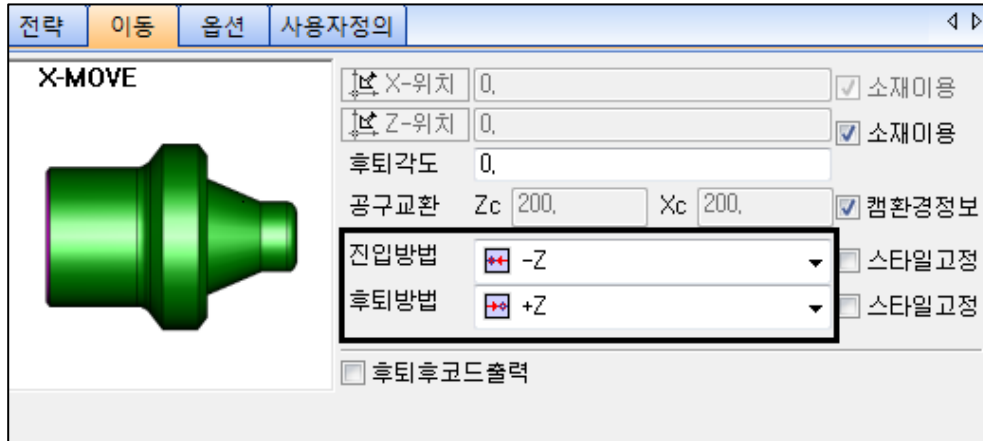 전략 이동 옵션 사용자정의
X-MOVE
X-위치 0, 소재이용
Z-위치 0, 소재이용
후퇴각도 0,
공구교환 Zc 200, Xc 200, 캠환경정보
진입방법 -Z 스타일고정
후퇴방법 +Z 스타일고정
후퇴후코드출력